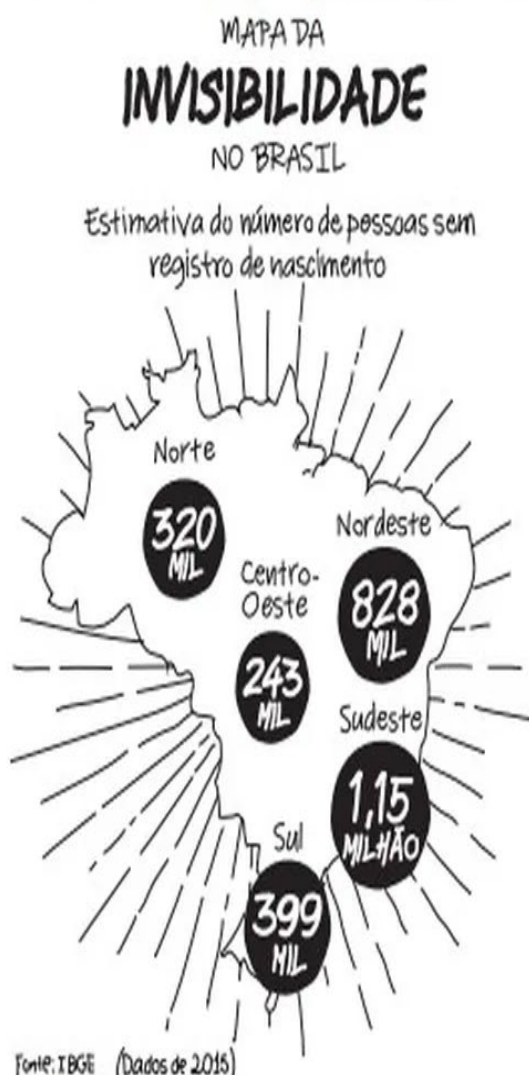 MAPA DA
INVISIBILIDADE
NO BRASIL
Estimativa do número de pessoas sem
registro de nascimento
Norte
320
MIL
Nordeste
828
MIL
Centro-
Oeste
243
MIL
Sudeste
1,15
MILHÃO
Sul
399
MIL
Fonte: IBGE (Dados de 2015)